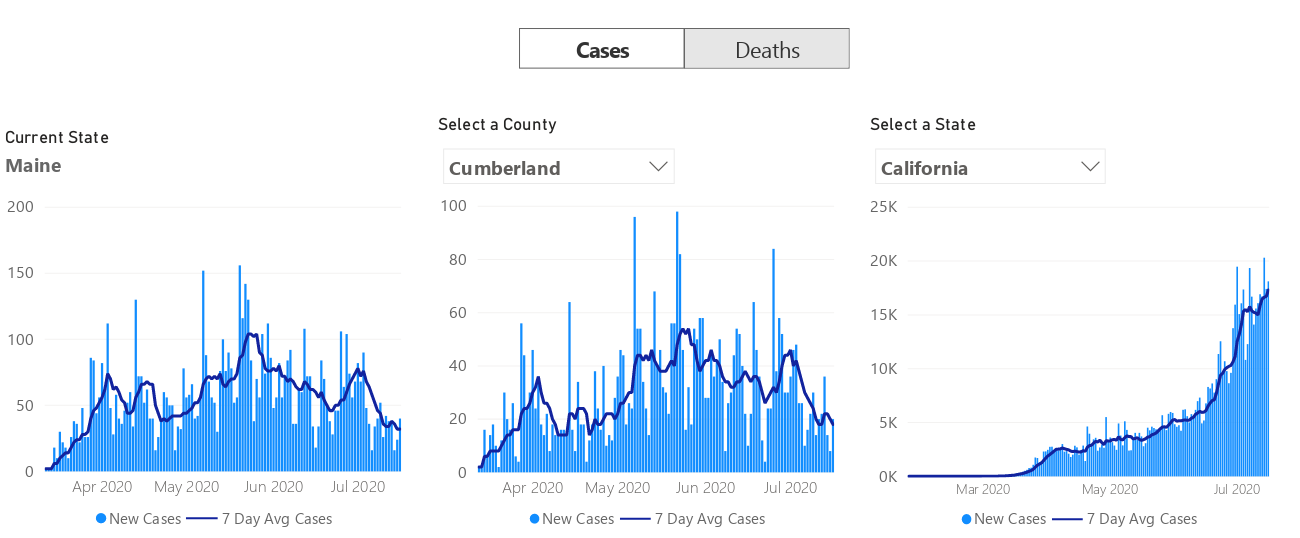 Cases Deaths
Current State
Maine
200
150
100
50
0
Apr 2020 May 2020 Jun 2020 Jul 2020
New Cases 7 Day Avg Cases
Select a County
Cumberland
100
80
60
40
20
0
Apr 2020 May 2020 Jun 2020 Jul 2020
New Cases 7 Day Avg Cases
Select a State
California
25K
20K
15K
10K
5K
0K
Mar 2020 May 2020 Jul 2020
New Cases 7 Day Avg Cases